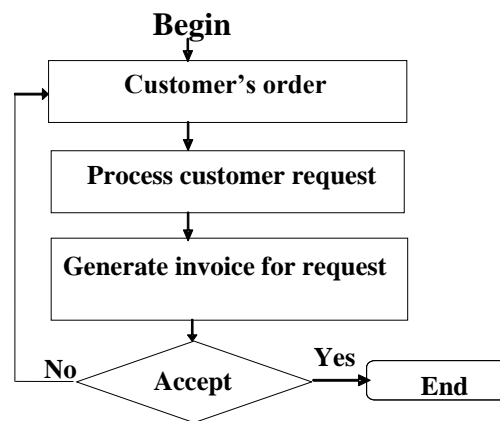 Begin
Customer's order
Process customer request
Generate invoice for request
No
Accept
Yes
End